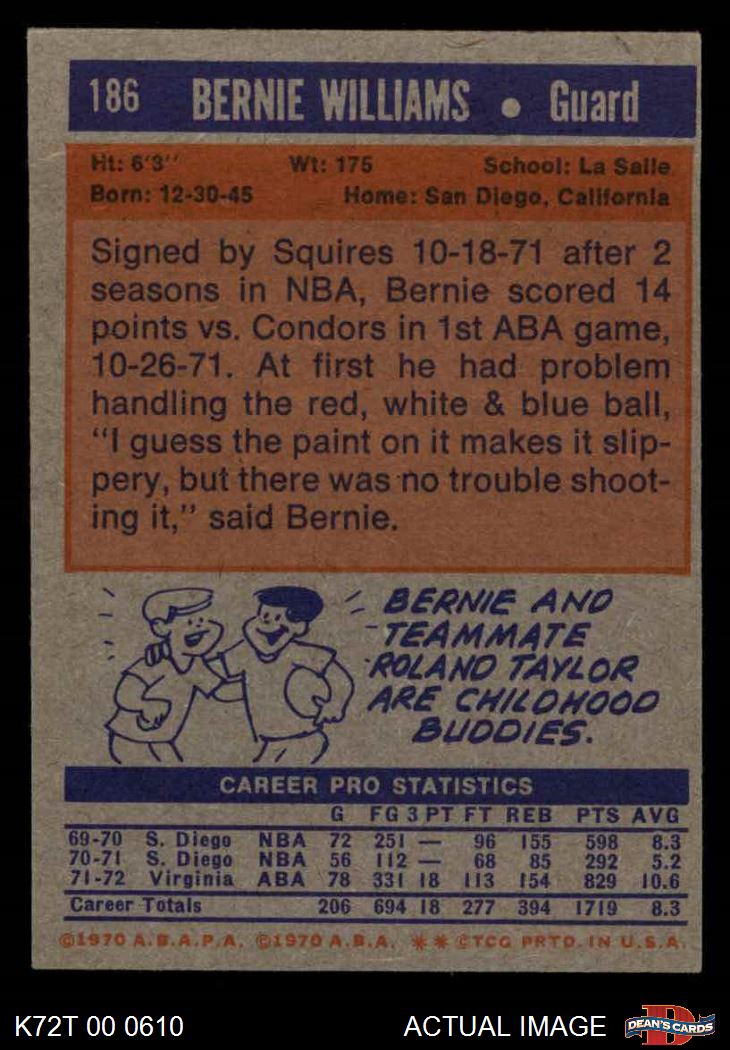 186 BERNIE WILLIAMS • Guard
Ht: 6'3" Wt: 175 School: La Salle
Born: 12-30-45 Home: San Diego, California
Signed by Squires 10-18-71 after 2
seasons in NBA, Bernie scored 14
points vs. Condors in 1st ABA game,
10-26-71. At first he had problem
handling the red, white & blue ball,
"I guess the paint on it makes it slip-
pery, but there was no trouble shoot-
ing it," said Bernie.
BERNIE AND
TEAMMATE
ROLAND TAYLOR
ARE CHILDHOOD
BUDDIES.
CAREER PRO STATISTICS
G FG 3 PT FT REB PTS AVG
69-70 S. Diego NBA 72 251 — 96 155 598 8.3
70-71 S. Diego NBA 56 112 — 68 85 292 5.2
71-72 Virginia ABA 78 331 18 113 154 829 10.6
Career Totals 206 694 18 277 394 1719 8.3
©1970 A.B.A.P.A. ©1970 A.B.A. ** ©TCG PRTD. IN U.S.A.
K72T 00 0610 ACTUAL IMAGE D DEAN'S CARDS